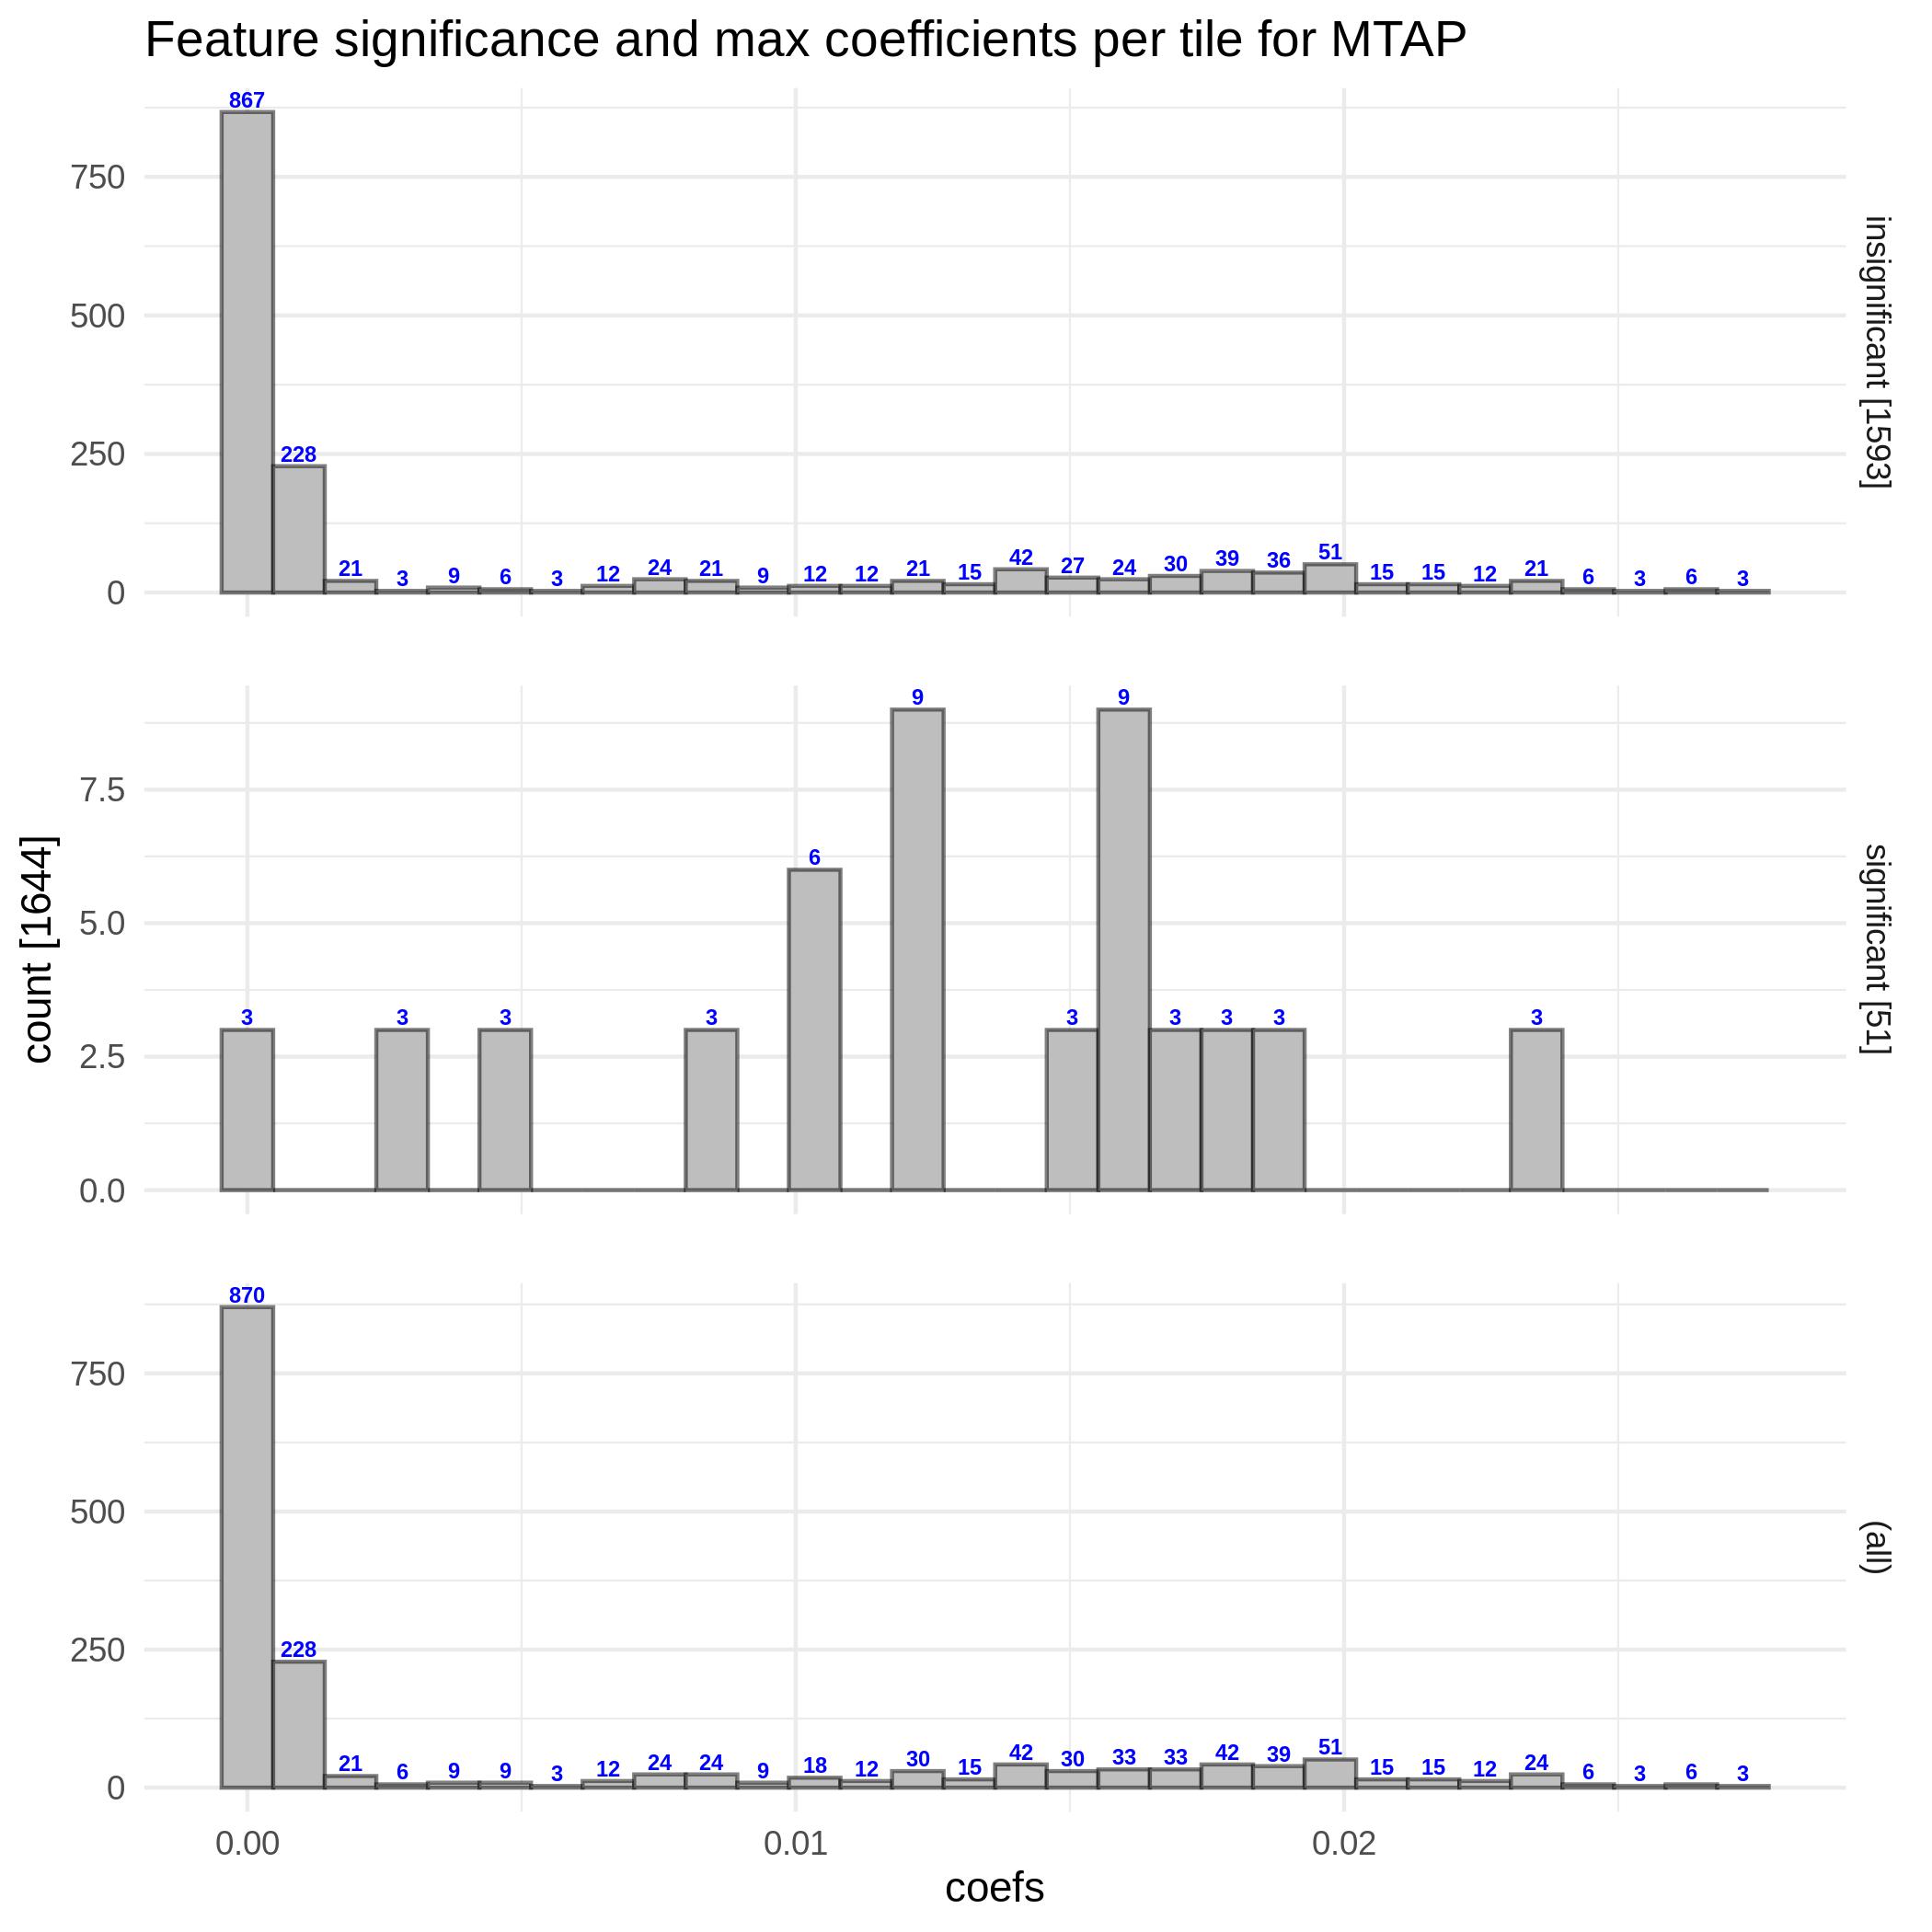 Feature significance and max coefficients per tile for MTAP
867
750
500
250
0
228
21 3 9 6 3 12 24 21 9 12 12 21 15 42 27 24 30 39 36 51 15 15 12 21 6 3 6 3
insignificant [1593]
count [1644]
7.5
5.0
2.5
0.0
3 3 3 3 6 9 3 9 3 3 3 3
significant [51]
870
750
500
250
0
228
21 6 9 9 3 12 24 24 9 18 12 30 15 42 30 33 33 42 39 51 15 15 12 24 6 3 6 3
(all)
0.00 0.01 0.02
coefs